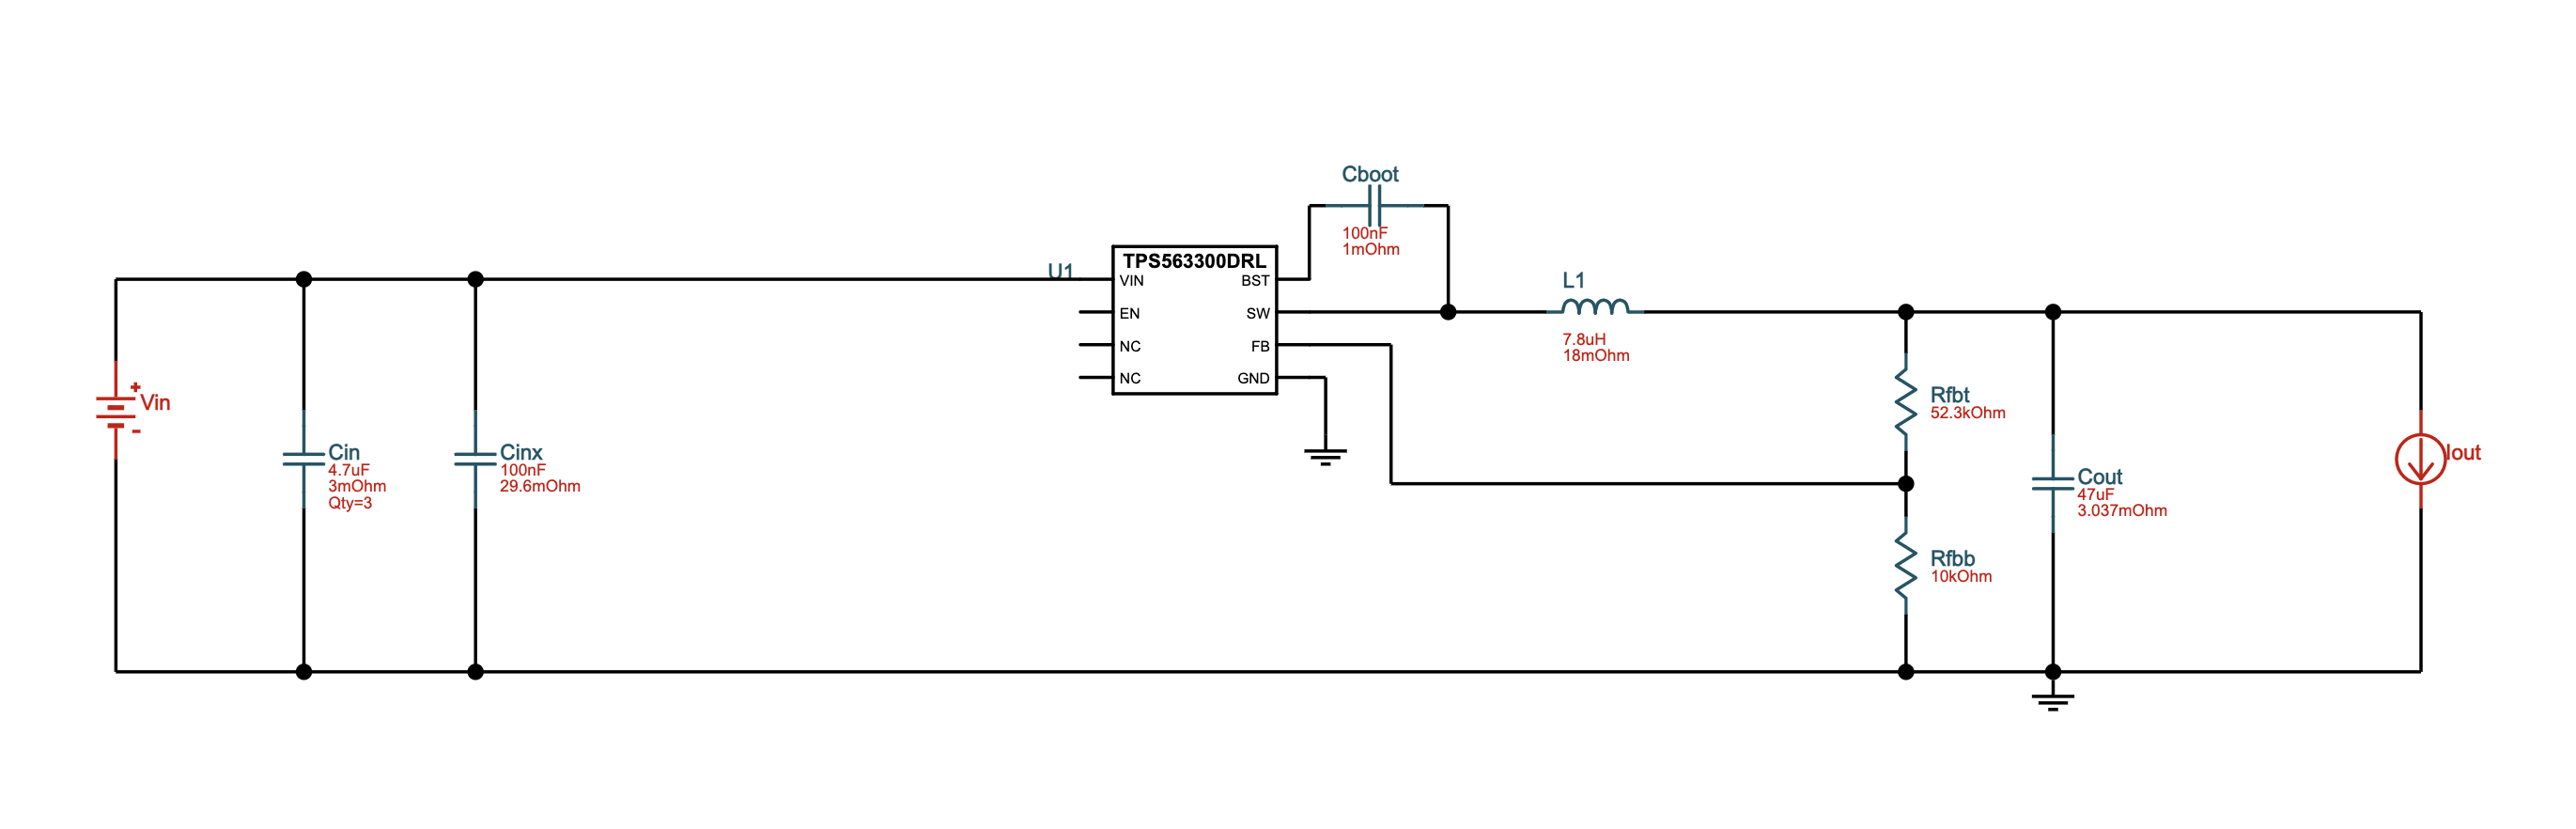 Cboot
100nF
1mOhm
U1
TPS563300DRL
VIN
BST
EN
SW
NC
FB
NC
GND
L1
7.8uH
18mOhm
+
Vin
-
Cin
4.7uF
3mOhm
Qty=3
Cinx
100nF
29.6mOhm
Rfbt
52.3kOhm
Rfbb
10kOhm
Cout
47uF
3.037mOhm
Iout